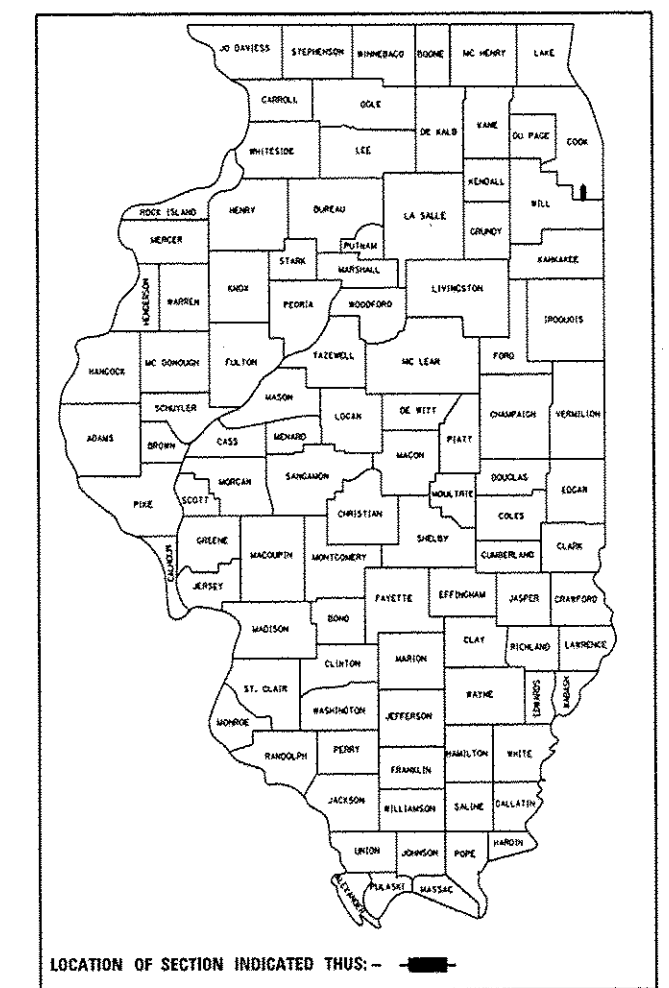 JO DAVIESS STEPHENSON WINNEBAGO BOONE MC HENRY LAKE
CARROLL OGLE DE KALB KANE DU PAGE COOK
WHITESIDE LEE KENDALL WILL
ROCK ISLAND HENRY BUREAU LA SALLE GRUNDY
MERCER PUTNAM KANKAKEE
STARK MARSHALL
HENDERSON WARREN KNOX PEORIA WOODFORD LIVINGSTON IROQUOIS
HANCOCK MC DONOUGH FULTON TAZEWELL MC LEAN FORD
MASON
SCHUYLER LOGAN DE WITT CHAMPAIGN VERMILION
ADAMS BROWN CASS MENARD MACON PIATT
MORGAN SANGAMON DOUGLAS EDGAR
PIKE SCOTT CHRISTIAN MOULTRIE COLES
GREENE MACOUPIN MONTGOMERY SHELBY CUMBERLAND CLARK
CALHOUN JERSEY
FAYETTE EFFINGHAM JASPER CRAWFORD
MADISON BOND
CLAY RICHLAND LAWRENCE
CLINTON MARION
ST. CLAIR WAYNE EDWARDS WABASH
MONROE WASHINGTON JEFFERSON
RANDOLPH PERRY HAMILTON WHITE
FRANKLIN
JACKSON WILLIAMSON SALINE GALLATIN
UNION JOHNSON POPE HARDIN
ALEXANDER PULASKI MASSAC
LOCATION OF SECTION INDICATED THUS: -